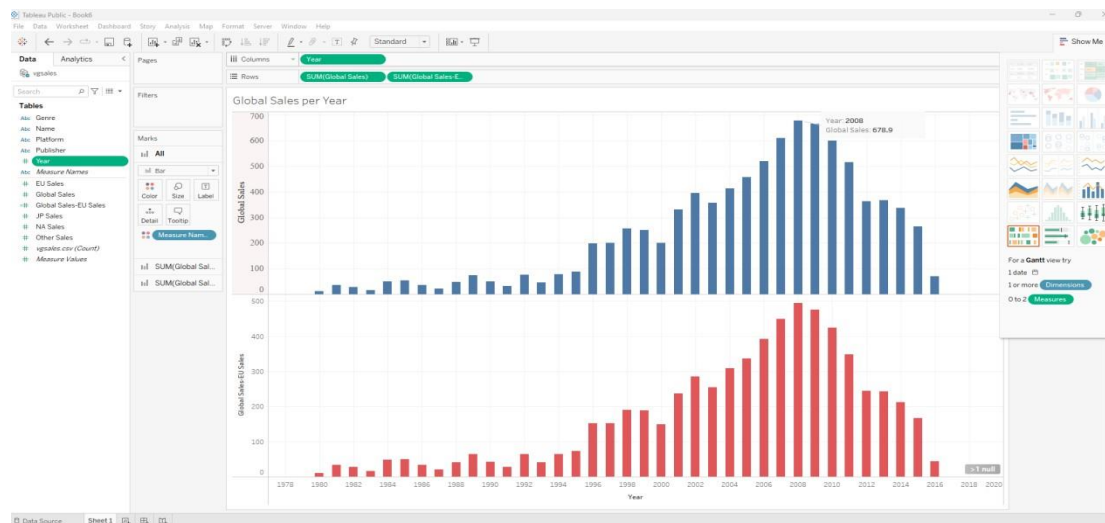 Tableau Public - Book8
File Data Worksheet Dashboard Story Analysis Map Format Server Window Help
Standard
Show Me
Data Analytics
vgsales
Search
Tables
Abc Genre
Abc Name
Abc Platform
Abc Publisher
# Year
Abc Measure Names
# EU Sales
# Global Sales
=# Global Sales-EU Sales
# JP Sales
# NA Sales
# Other Sales
# vgsales.csv (Count)
# Measure Values
Pages
Filters
Marks
All
Bar
Color Size Label
Detail Tooltip
Measure Nam..
SUM(Global Sal...
SUM(Global Sal...
Columns Year
Rows SUM(Global Sales) SUM(Global Sales-E..
Global Sales per Year
Global Sales
700
600
500
400
300
200
100
0
Year: 2008
Global Sales: 678.9
Global Sales-EU Sales
500
400
300
200
100
0
>1 null
1978 1980 1982 1984 1986 1988 1990 1992 1994 1996 1998 2000 2002 2004 2006 2008 2010 2012 2014 2016 2018 2020
Year
For a Gantt view try
1 date
1 or more Dimensions
0 to 2 Measures
Data Source Sheet 1